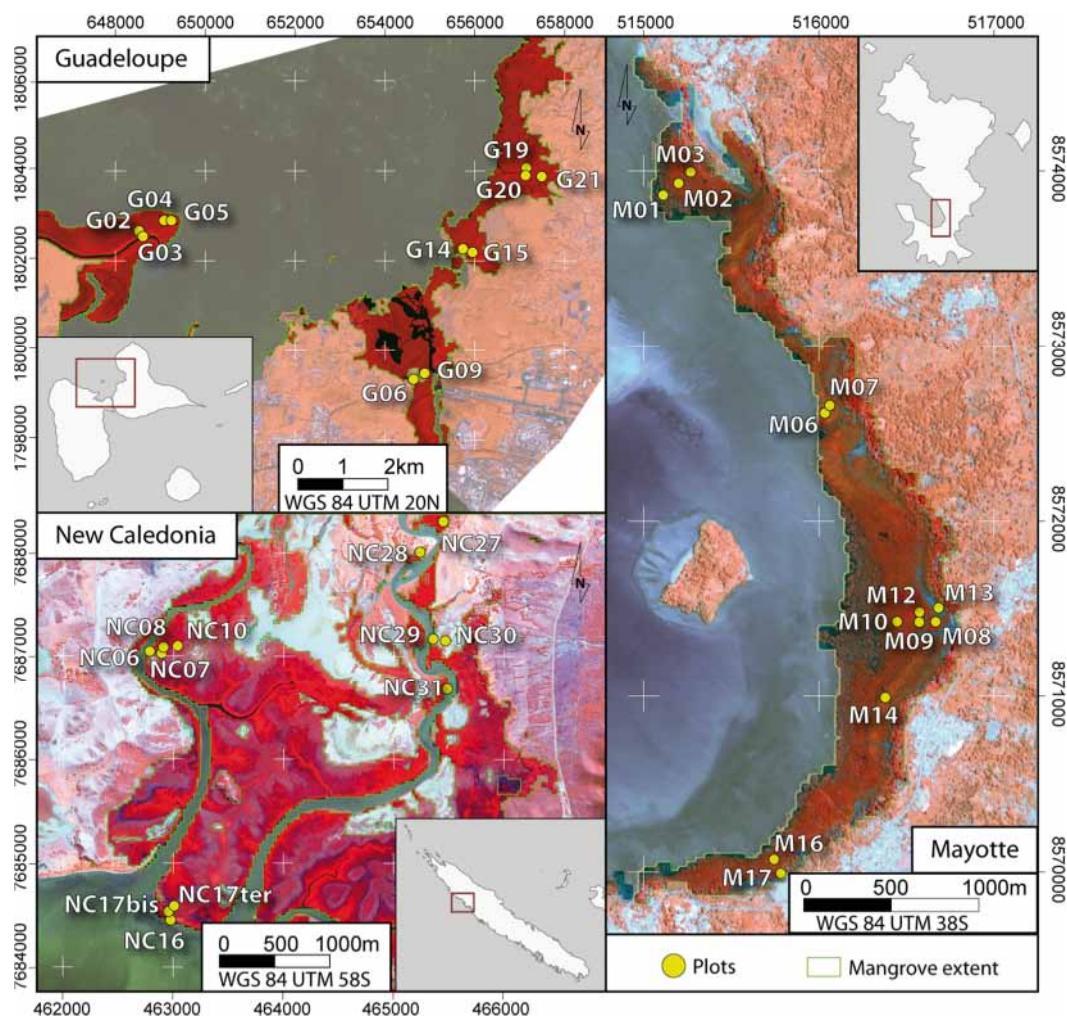 648000 650000 652000 654000 656000 658000
515000 516000 517000
Guadeloupe
1806000
1804000
1802000
1800000
1798000
N
G19
G20
G21
G04
G02
G05
G03
G14
G15
G09
G06
0 1 2km
WGS 84 UTM 20N
New Caledonia
7688000
7687000
7686000
7685000
7684000
N
NC28
NC27
NC08
NC10
NC06
NC07
NC29
NC30
NC31
NC17bis
NC17ter
NC16
0 500 1000m
WGS 84 UTM 58S
462000 463000 464000 465000 466000
N
M03
M01
M02
M07
M06
M12
M13
M10
M09
M08
M14
M16
M17
8574000
8573000
8572000
8571000
8570000
Mayotte
0 500 1000m
WGS 84 UTM 38S
Plots
Mangrove extent